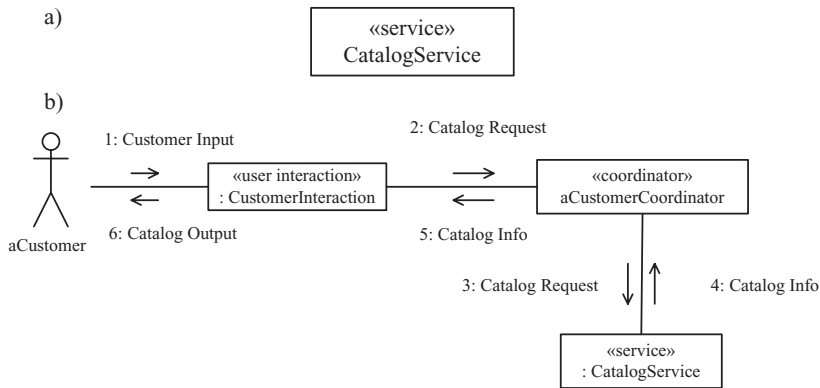 a)
«service»
CatalogService
b)
1: Customer Input
2: Catalog Request
«user interaction»
: CustomerInteraction
«coordinator»
aCustomerCoordinator
aCustomer
6: Catalog Output
5: Catalog Info
3: Catalog Request
4: Catalog Info
«service»
: CatalogService